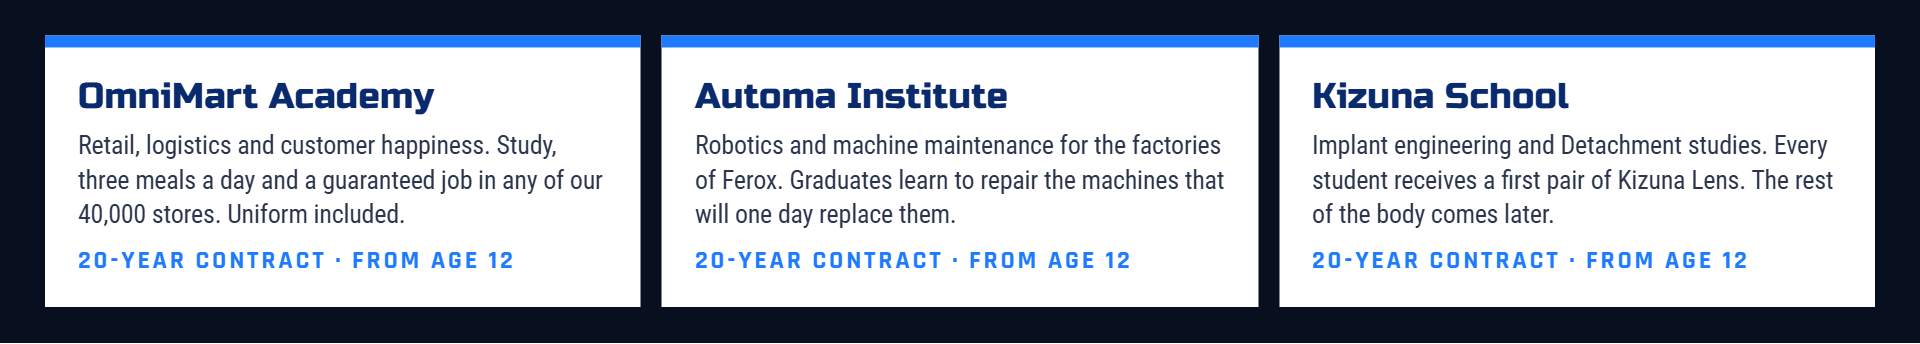 OmniMart Academy
Retail, logistics and customer happiness. Study,
three meals a day and a guaranteed job in any of our
40,000 stores. Uniform included.
20-YEAR CONTRACT · FROM AGE 12
Automa Institute
Robotics and machine maintenance for the factories
of Ferox. Graduates learn to repair the machines that
will one day replace them.
20-YEAR CONTRACT · FROM AGE 12
Kizuna School
Implant engineering and Detachment studies. Every
student receives a first pair of Kizuna Lens. The rest
of the body comes later.
20-YEAR CONTRACT · FROM AGE 12